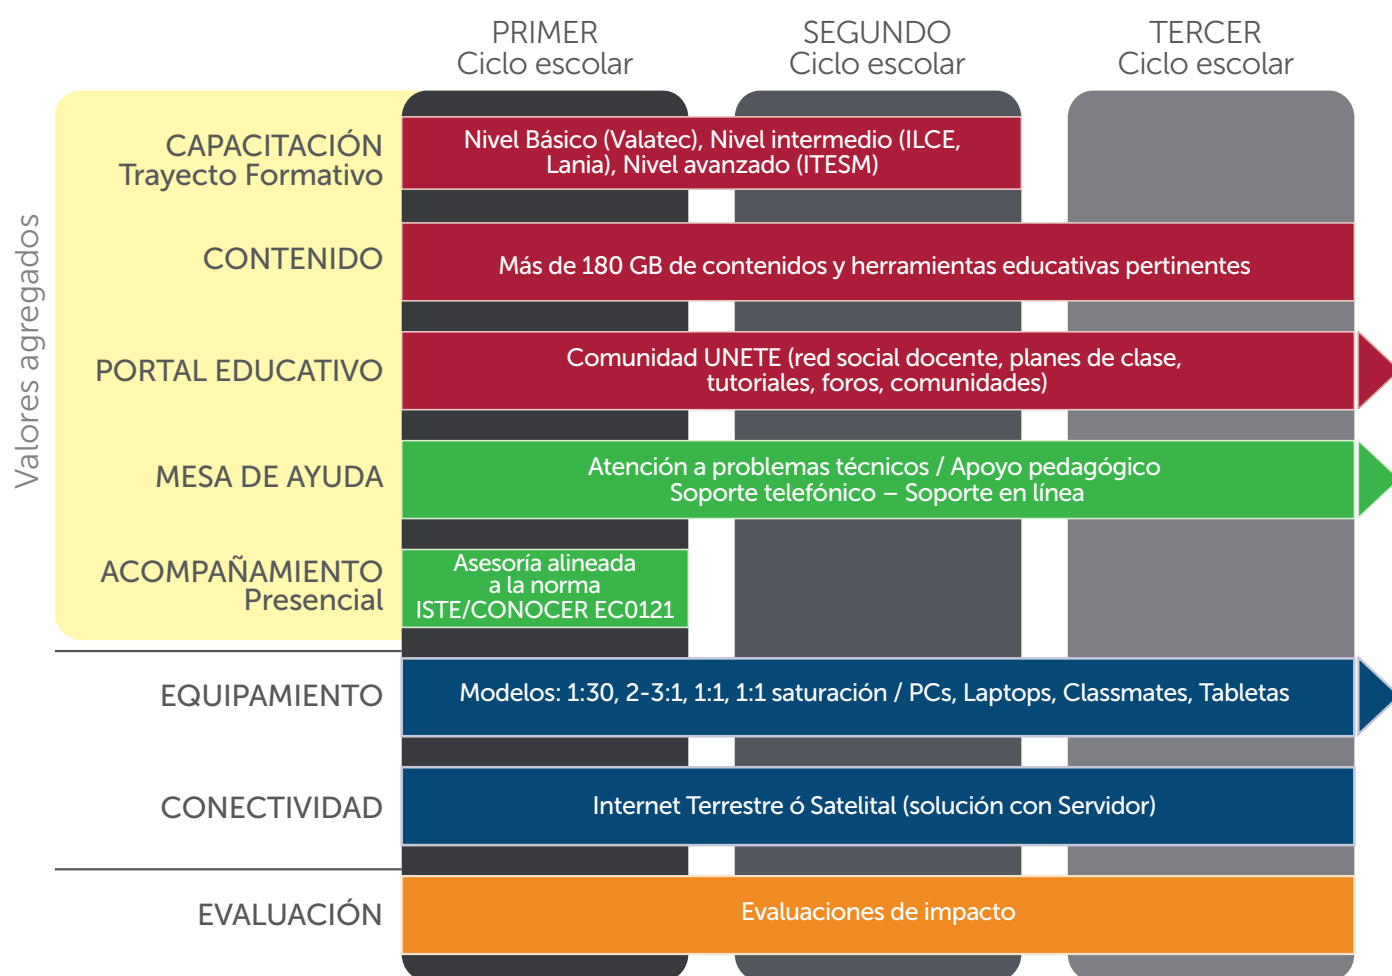 PRIMER
Ciclo escolar
SEGUNDO
Ciclo escolar
TERCER
Ciclo escolar
Valores agregados
CAPACITACIÓN
Trayecto Formativo
Nivel Básico (Valatec), Nivel intermedio (ILCE,
Lania), Nivel avanzado (ITESM)
CONTENIDO
Más de 180 GB de contenidos y herramientas educativas pertinentes
PORTAL EDUCATIVO
Comunidad UNETE (red social docente, planes de clase,
tutoriales, foros, comunidades)
MESA DE AYUDA
Atención a problemas técnicos / Apoyo pedagógico
Soporte telefónico – Soporte en línea
ACOMPAÑAMIENTO
Presencial
Asesoría alineada
a la norma
ISTE/CONOCER EC0121
EQUIPAMIENTO
Modelos: 1:30, 2-3:1, 1:1, 1:1 saturación / PCs, Laptops, Classmates, Tabletas
CONECTIVIDAD
Internet Terrestre ó Satelital (solución con Servidor)
EVALUACIÓN
Evaluaciones de impacto